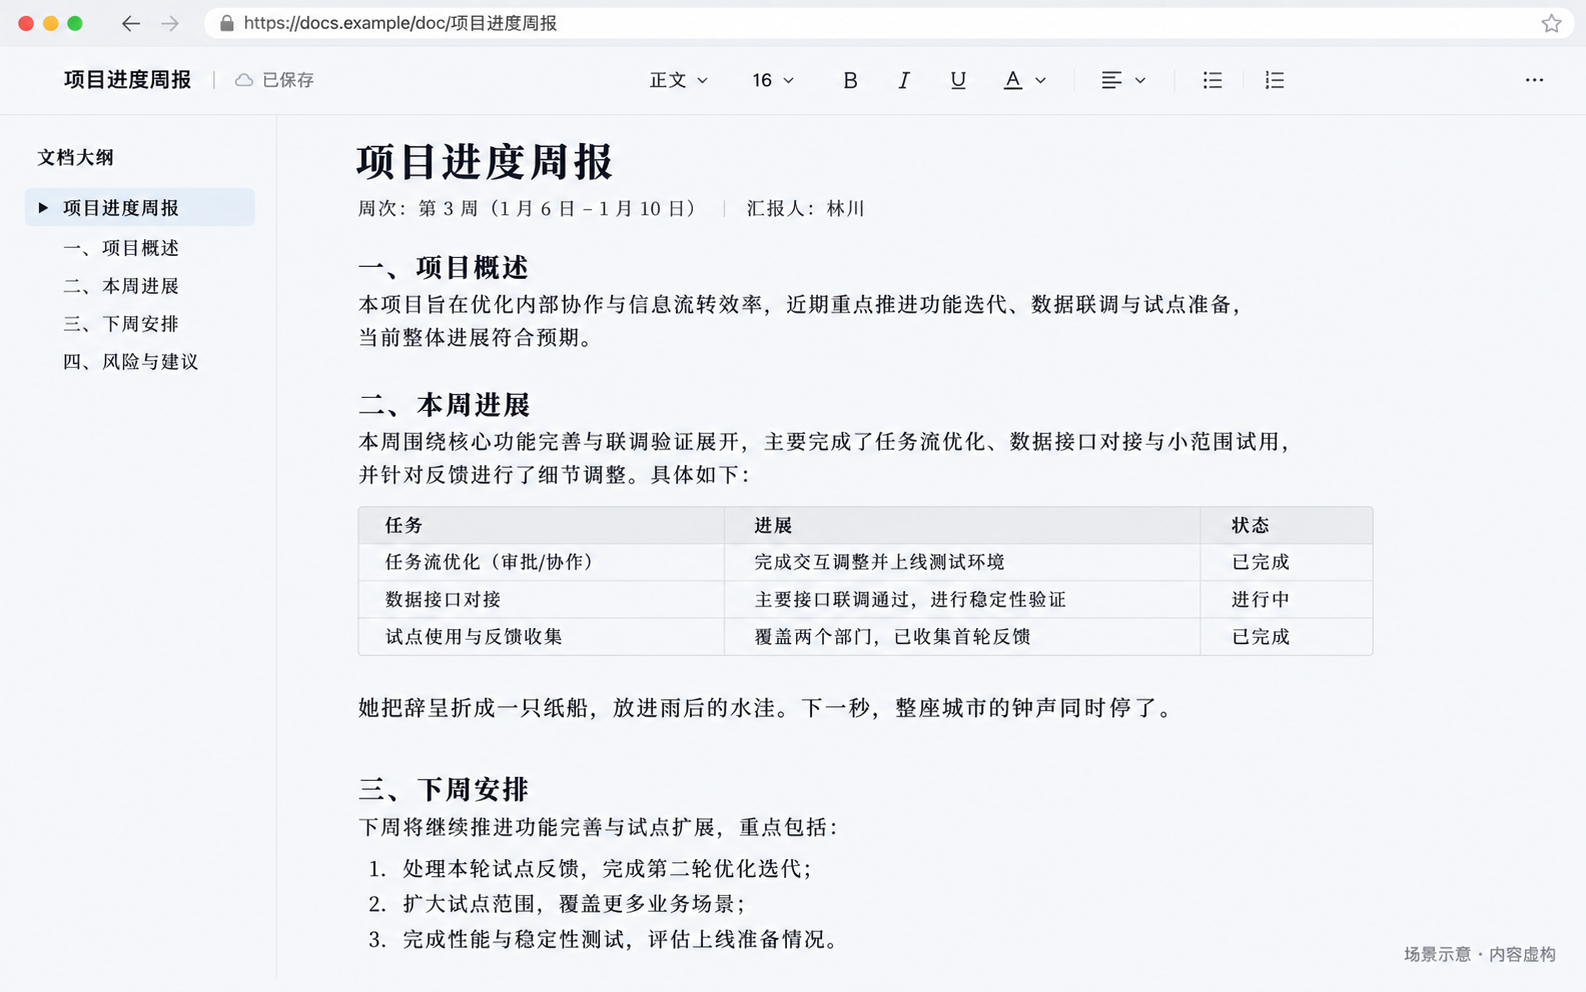 https://docs.example/doc/项目进度周报
项目进度周报 | 已保存
正文 16 B I U A
文档大纲
项目进度周报
一、项目概述
二、本周进展
三、下周安排
四、风险与建议
项目进度周报
周次：第 3 周（1 月 6 日 – 1 月 10 日） | 汇报人：林川
一、项目概述
本项目旨在优化内部协作与信息流转效率，近期重点推进功能迭代、数据联调与试点准备，
当前整体进展符合预期。
二、本周进展
本周围绕核心功能完善与联调验证展开，主要完成了任务流优化、数据接口对接与小范围试用，
并针对反馈进行了细节调整。具体如下：
任务 进展 状态
任务流优化（审批/协作） 完成交互调整并上线测试环境 已完成
数据接口对接 主要接口联调通过，进行稳定性验证 进行中
试点使用与反馈收集 覆盖两个部门，已收集首轮反馈 已完成
她把辞呈折成一只纸船，放进雨后的水洼。下一秒，整座城市的钟声同时停了。
三、下周安排
下周将继续推进功能完善与试点扩展，重点包括：
1. 处理本轮试点反馈，完成第二轮优化迭代；
2. 扩大试点范围，覆盖更多业务场景；
3. 完成性能与稳定性测试，评估上线准备情况。
场景示意·内容虚构